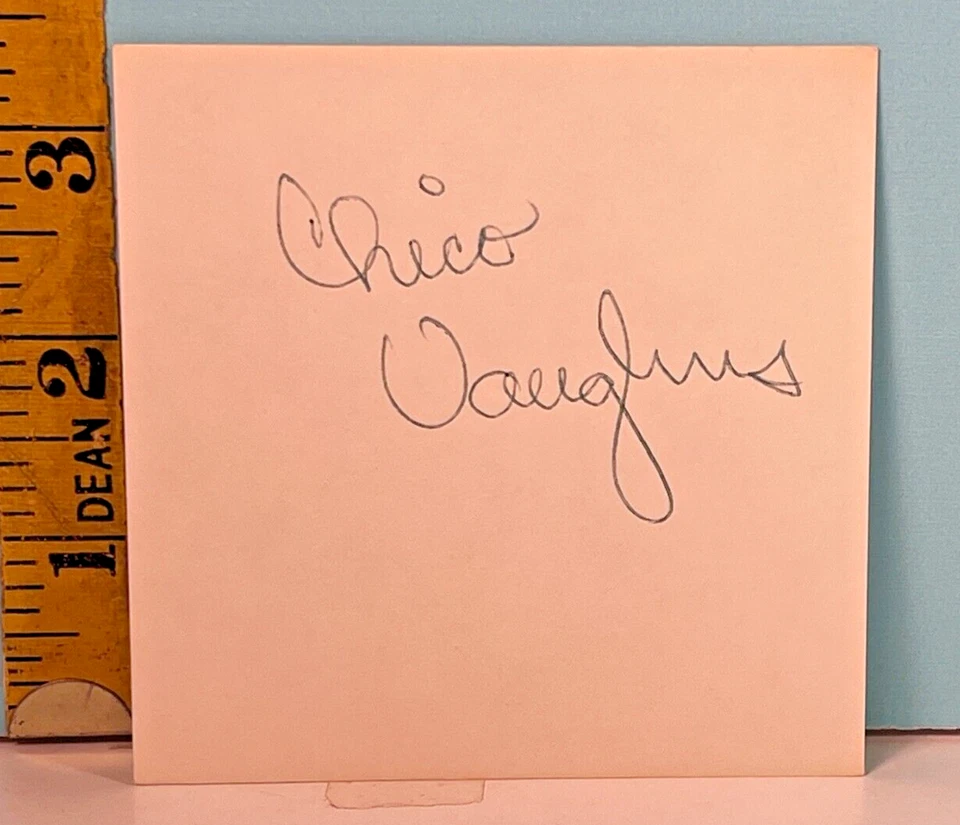 3
2
DEAN
1
Chico
Vaughns